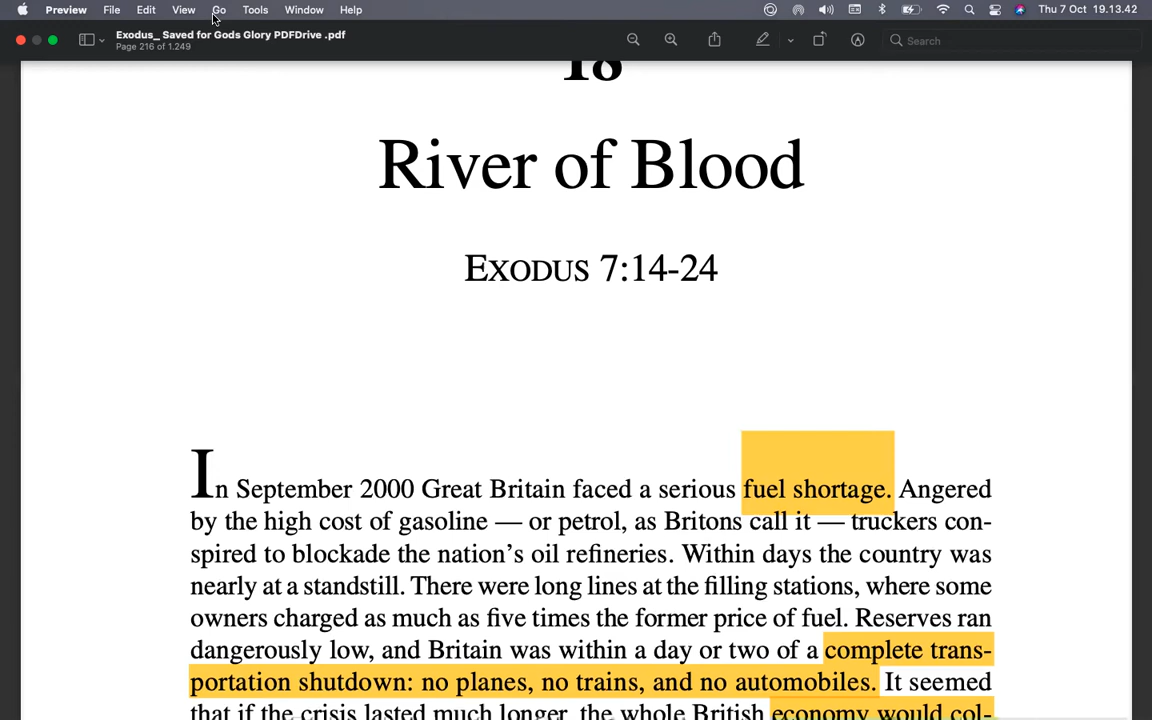 Preview File Edit View Go Tools Window Help Thu 7 Oct 19.13.42
Exodus_ Saved for Gods Glory PDFDrive .pdf
Page 216 of 1.249
Search
18
River of Blood
EXODUS 7:14-24
In September 2000 Great Britain faced a serious fuel shortage. Angered
by the high cost of gasoline — or petrol, as Britons call it — truckers con-
spired to blockade the nation’s oil refineries. Within days the country was
nearly at a standstill. There were long lines at the filling stations, where some
owners charged as much as five times the former price of fuel. Reserves ran
dangerously low, and Britain was within a day or two of a complete trans-
portation shutdown: no planes, no trains, and no automobiles. It seemed
that if the crisis lasted much longer, the whole British economy would col-